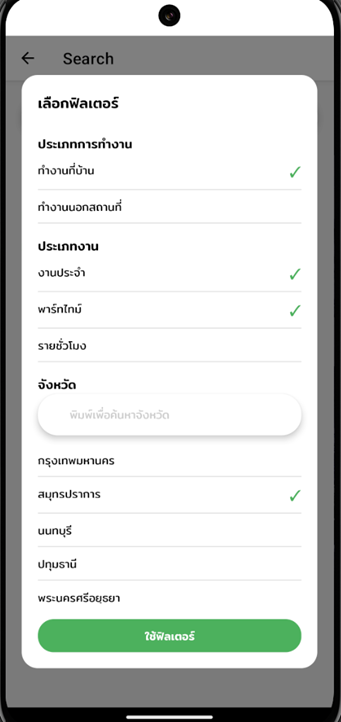 Search
เลือกฟิลเตอร์
ประเภทการทำงาน
ทำงานที่บ้าน
ทำงานนอกสถานที่
ประเภทงาน
งานประจำ
พาร์ทไทม์
รายชั่วโมง
จังหวัด
พิมพ์เพื่อค้นหาจังหวัด
กรุงเทพมหานคร
สมุทรปราการ
นนทบุรี
ปทุมธานี
พระนครศรีอยุธยา
ใช้ฟิลเตอร์